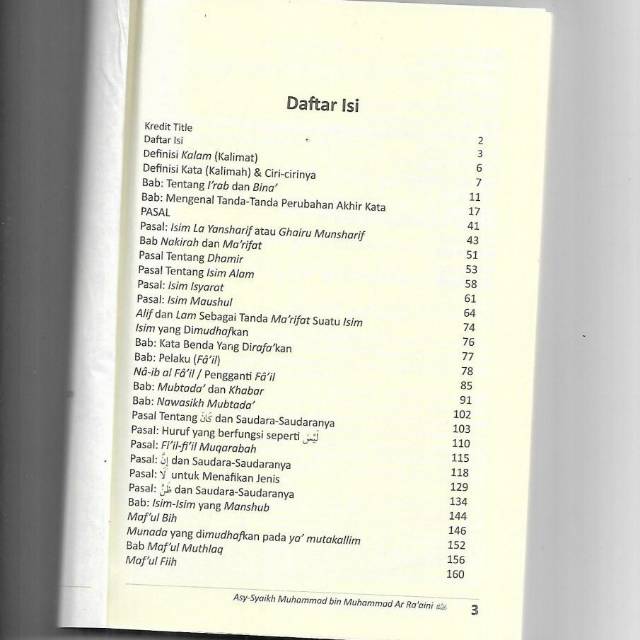 Daftar Isi
Kredit Title 2
Daftar Isi 3
Definisi Kalam (Kalimat) 6
Definisi Kata (Kalimah) & Ciri-cirinya 7
Bab: Tentang I'rab dan Bina' 11
Bab: Mengenal Tanda-Tanda Perubahan Akhir Kata 17
PASAL 41
Pasal: Isim La Yansharif atau Ghairu Munsharif 43
Bab Nakirah dan Ma'rifat 51
Pasal Tentang Dhamir 53
Pasal Tentang Isim Alam 58
Pasal: Isim Isyarat 61
Pasal: Isim Maushul 64
Alif dan Lam Sebagai Tanda Ma'rifat Suatu Isim 74
Isim yang Dimudhafkan 76
Bab: Kata Benda Yang Dirafa'kan 77
Bab: Pelaku (Fâ'il) 78
Nâ-ib al Fâ'il / Pengganti Fâ'il 85
Bab: Mubtada' dan Khabar 91
Bab: Nawasikh Mubtada' 102
Pasal Tentang كَانَ dan Saudara-Saudaranya 103
Pasal: Huruf yang berfungsi seperti لَيْسَ 110
Pasal: Fi'il-fi'il Muqarabah 115
Pasal: إِنَّ dan Saudara-Saudaranya 118
Pasal: لَا untuk Menafikan Jenis 129
Pasal: ظَنَّ dan Saudara-Saudaranya 134
Bab: Isim-Isim yang Manshub 144
Maf'ul Bih 146
Munada yang dimudhafkan pada ya' mutakallim 152
Bab Maf'ul Muthlaq 156
Maf'ul Fiih 160
Asy-Syaikh Muhammad bin Muhammad Ar Ra'aini 3